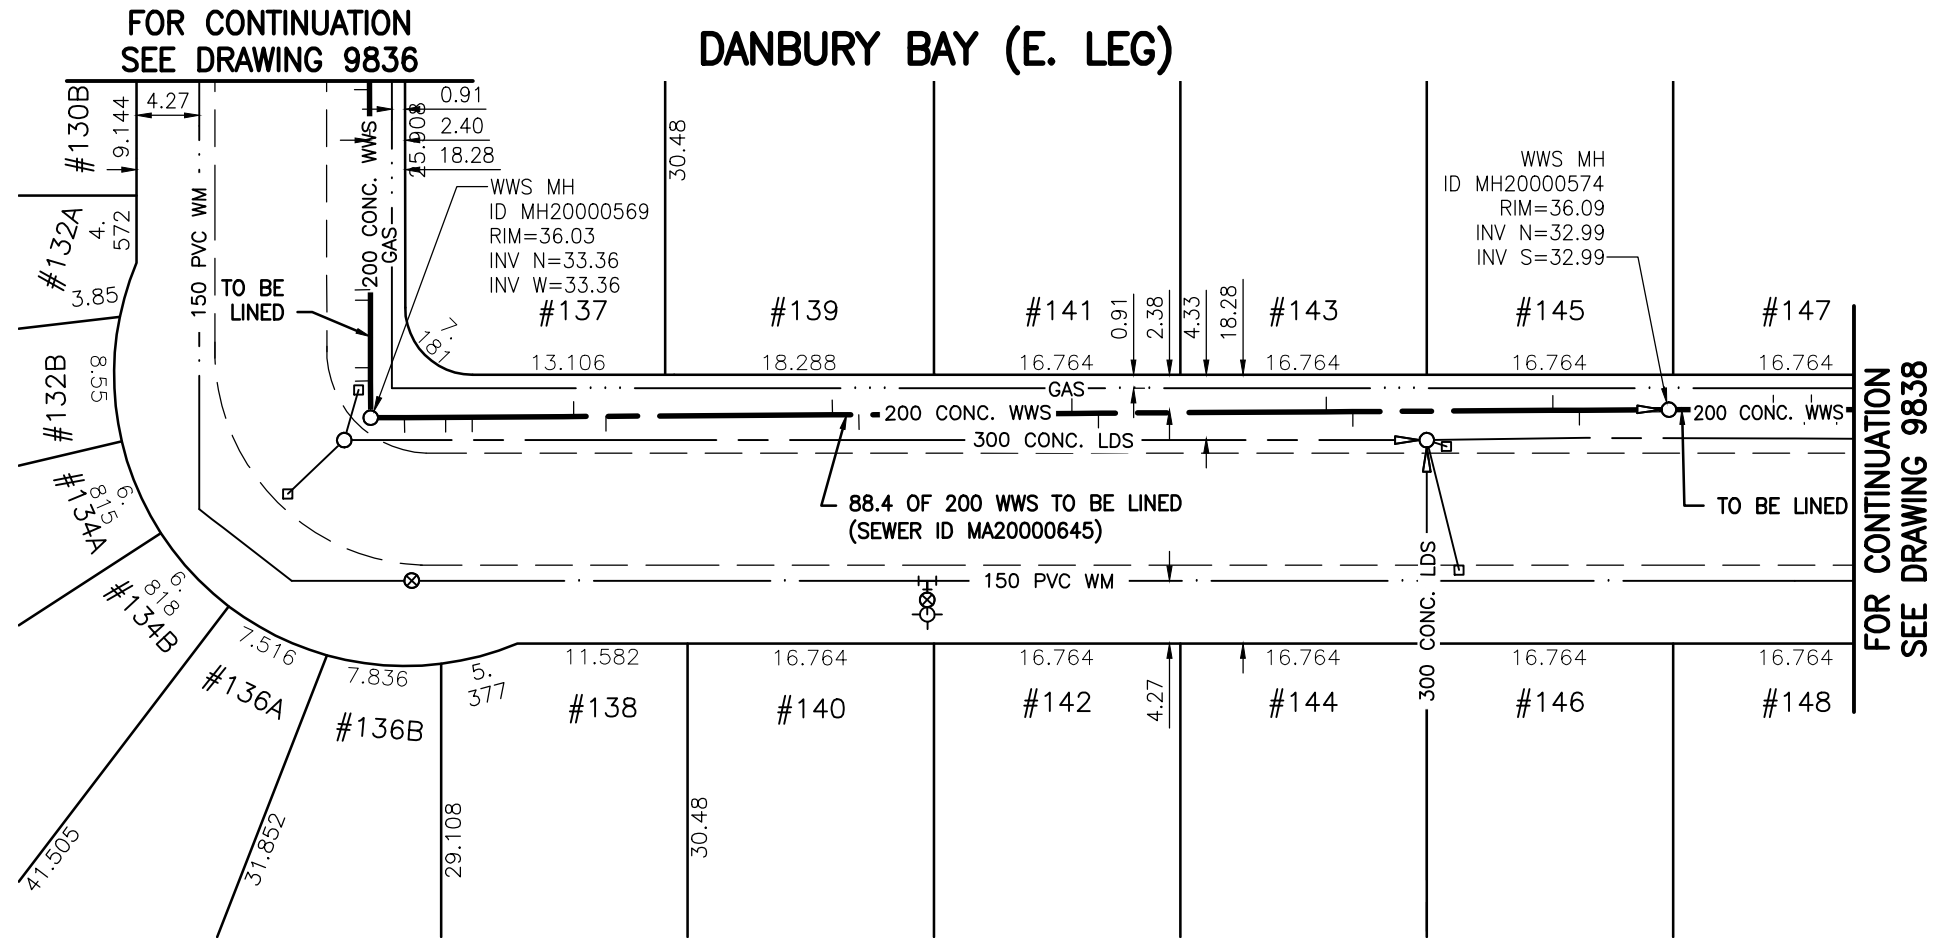 FOR CONTINUATION
SEE DRAWING 9836
DANBURY BAY (E. LEG)
#130B
9.144
4.27
0.91
2.40
18.28
25.908
30.48
200 CONC. WWS
GAS
150 PVC WM
WWS MH
ID MH20000569
RIM=36.03
INV N=33.36
INV W=33.36
WWS MH
ID MH20000574
RIM=36.09
INV N=32.99
INV S=32.99
#132A
4.
572
3.85
TO BE
LINED
7.
181
#137
#139
#141
#143
#145
#147
0.91
2.38
4.33
18.28
13.106
18.288
16.764
16.764
16.764
16.764
#132B
8.55
GAS
200 CONC. WWS
200 CONC. WWS
300 CONC. LDS
#134A
6.
815
88.4 OF 200 WWS TO BE LINED
(SEWER ID MA20000645)
TO BE LINED
FOR CONTINUATION
SEE DRAWING 9838
#134B
6.
818
150 PVC WM
300 CONC. LDS
7.516
7.836
5.
377
11.582
16.764
16.764
16.764
16.764
16.764
#136A
#136B
#138
#140
#142
4.27
#144
#146
#148
41.505
31.852
29.108
30.48